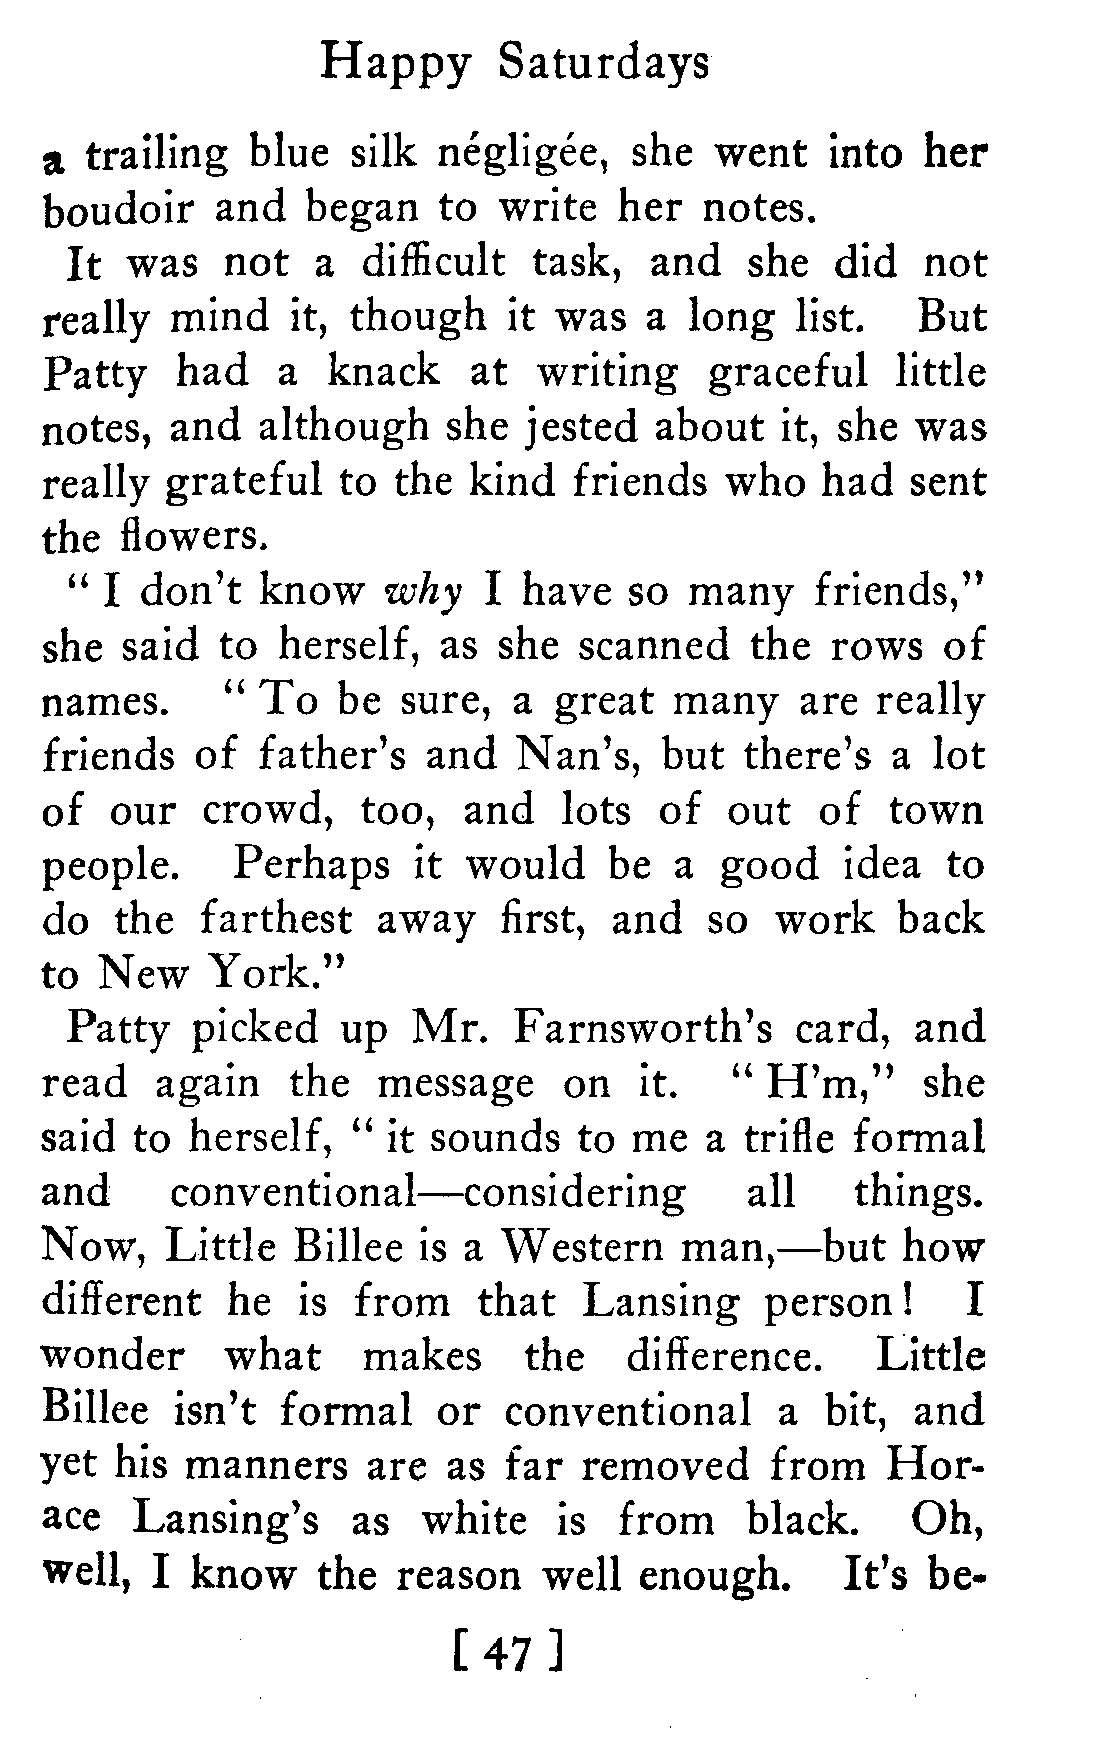 Happy Saturdays
a trailing blue silk négligée, she went into her
boudoir and began to write her notes.
It was not a difficult task, and she did not
really mind it, though it was a long list. But
Patty had a knack at writing graceful little
notes, and although she jested about it, she was
really grateful to the kind friends who had sent
the flowers.
“ I don’t know why I have so many friends,”
she said to herself, as she scanned the rows of
names. “ To be sure, a great many are really
friends of father’s and Nan’s, but there’s a lot
of our crowd, too, and lots of out of town
people. Perhaps it would be a good idea to
do the farthest away first, and so work back
to New York.”
Patty picked up Mr. Farnsworth’s card, and
read again the message on it. “ H’m,” she
said to herself, “ it sounds to me a trifle formal
and conventional—considering all things.
Now, Little Billee is a Western man,—but how
different he is from that Lansing person! I
wonder what makes the difference. Little
Billee isn’t formal or conventional a bit, and
yet his manners are as far removed from Hor-
ace Lansing’s as white is from black. Oh,
well, I know the reason well enough. It’s be-
[ 47 ]